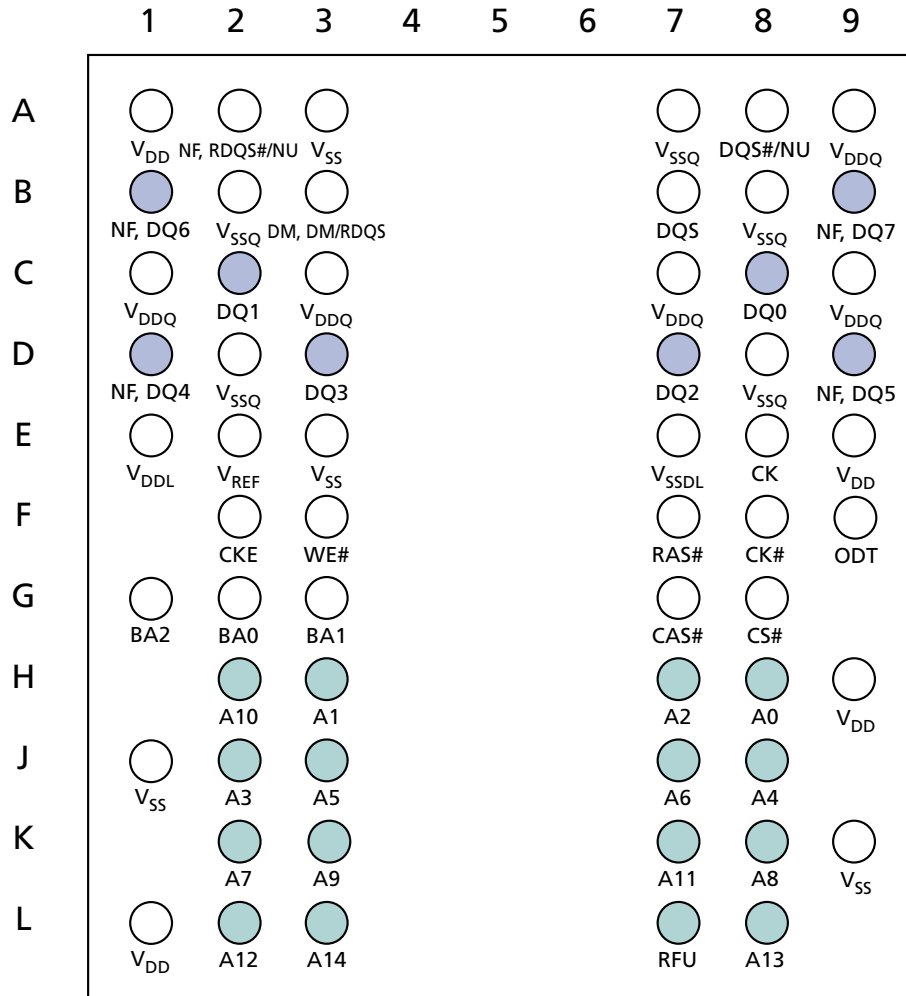 1 2 3 4 5 6 7 8 9
A
VDD NF, RDQS#/NU VSS VSSQ DQS#/NU VDDQ
B
NF, DQ6 VSSQ DM, DM/RDQS DQS VSSQ NF, DQ7
C
VDDQ DQ1 VDDQ VDDQ DQ0 VDDQ
D
NF, DQ4 VSSQ DQ3 DQ2 VSSQ NF, DQ5
E
VDDL VREF VSS VSSDL CK VDD
F
CKE WE# RAS# CK# ODT
G
BA2 BA0 BA1 CAS# CS#
H
A10 A1 A2 A0 VDD
J
VSS A3 A5 A6 A4
K
A7 A9 A11 A8 VSS
L
VDD A12 A14 RFU A13